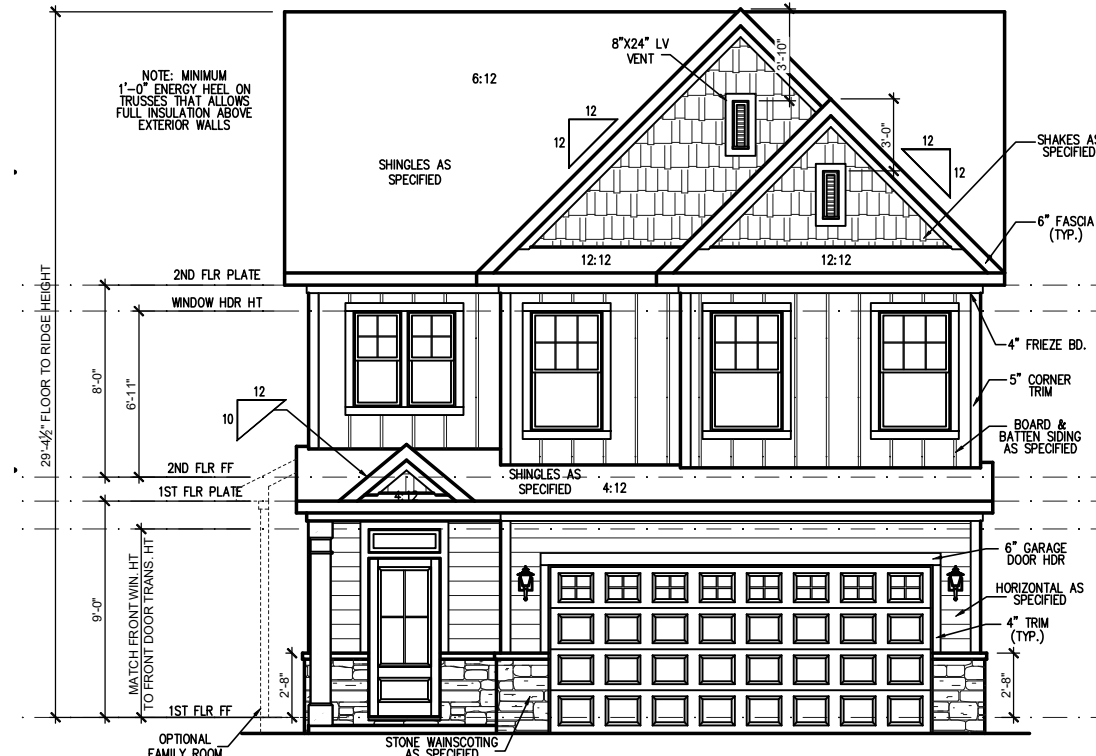 8"X24" LV
VENT
3'-10"
6:12
NOTE: MINIMUM
1'-0" ENERGY HEEL ON
TRUSSES THAT ALLOWS
FULL INSULATION ABOVE
EXTERIOR WALLS
12
12
3'-0"
12
12
SHAKES AS
SPECIFIED
SHINGLES AS
SPECIFIED
6" FASCIA
(TYP.)
12:12
12:12
2ND FLR PLATE
WINDOW HDR HT
29'-4½" FLOOR TO RIDGE HEIGHT
8'-0"
6'-11"
4" FRIEZE BD.
5" CORNER
TRIM
12
10
BOARD &
BATTEN SIDING
AS SPECIFIED
2ND FLR FF
SHINGLES AS
SPECIFIED
4:12
1ST FLR PLATE
4:12
9'-0"
MATCH FRONT WIN. HT
TO FRONT DOOR TRANS. HT
6" GARAGE
DOOR HDR
HORIZONTAL AS
SPECIFIED
4" TRIM
(TYP.)
2'-8"
2'-8"
1ST FLR FF
OPTIONAL
FAMILY ROOM
STONE WAINSCOTING
AS SPECIFIED